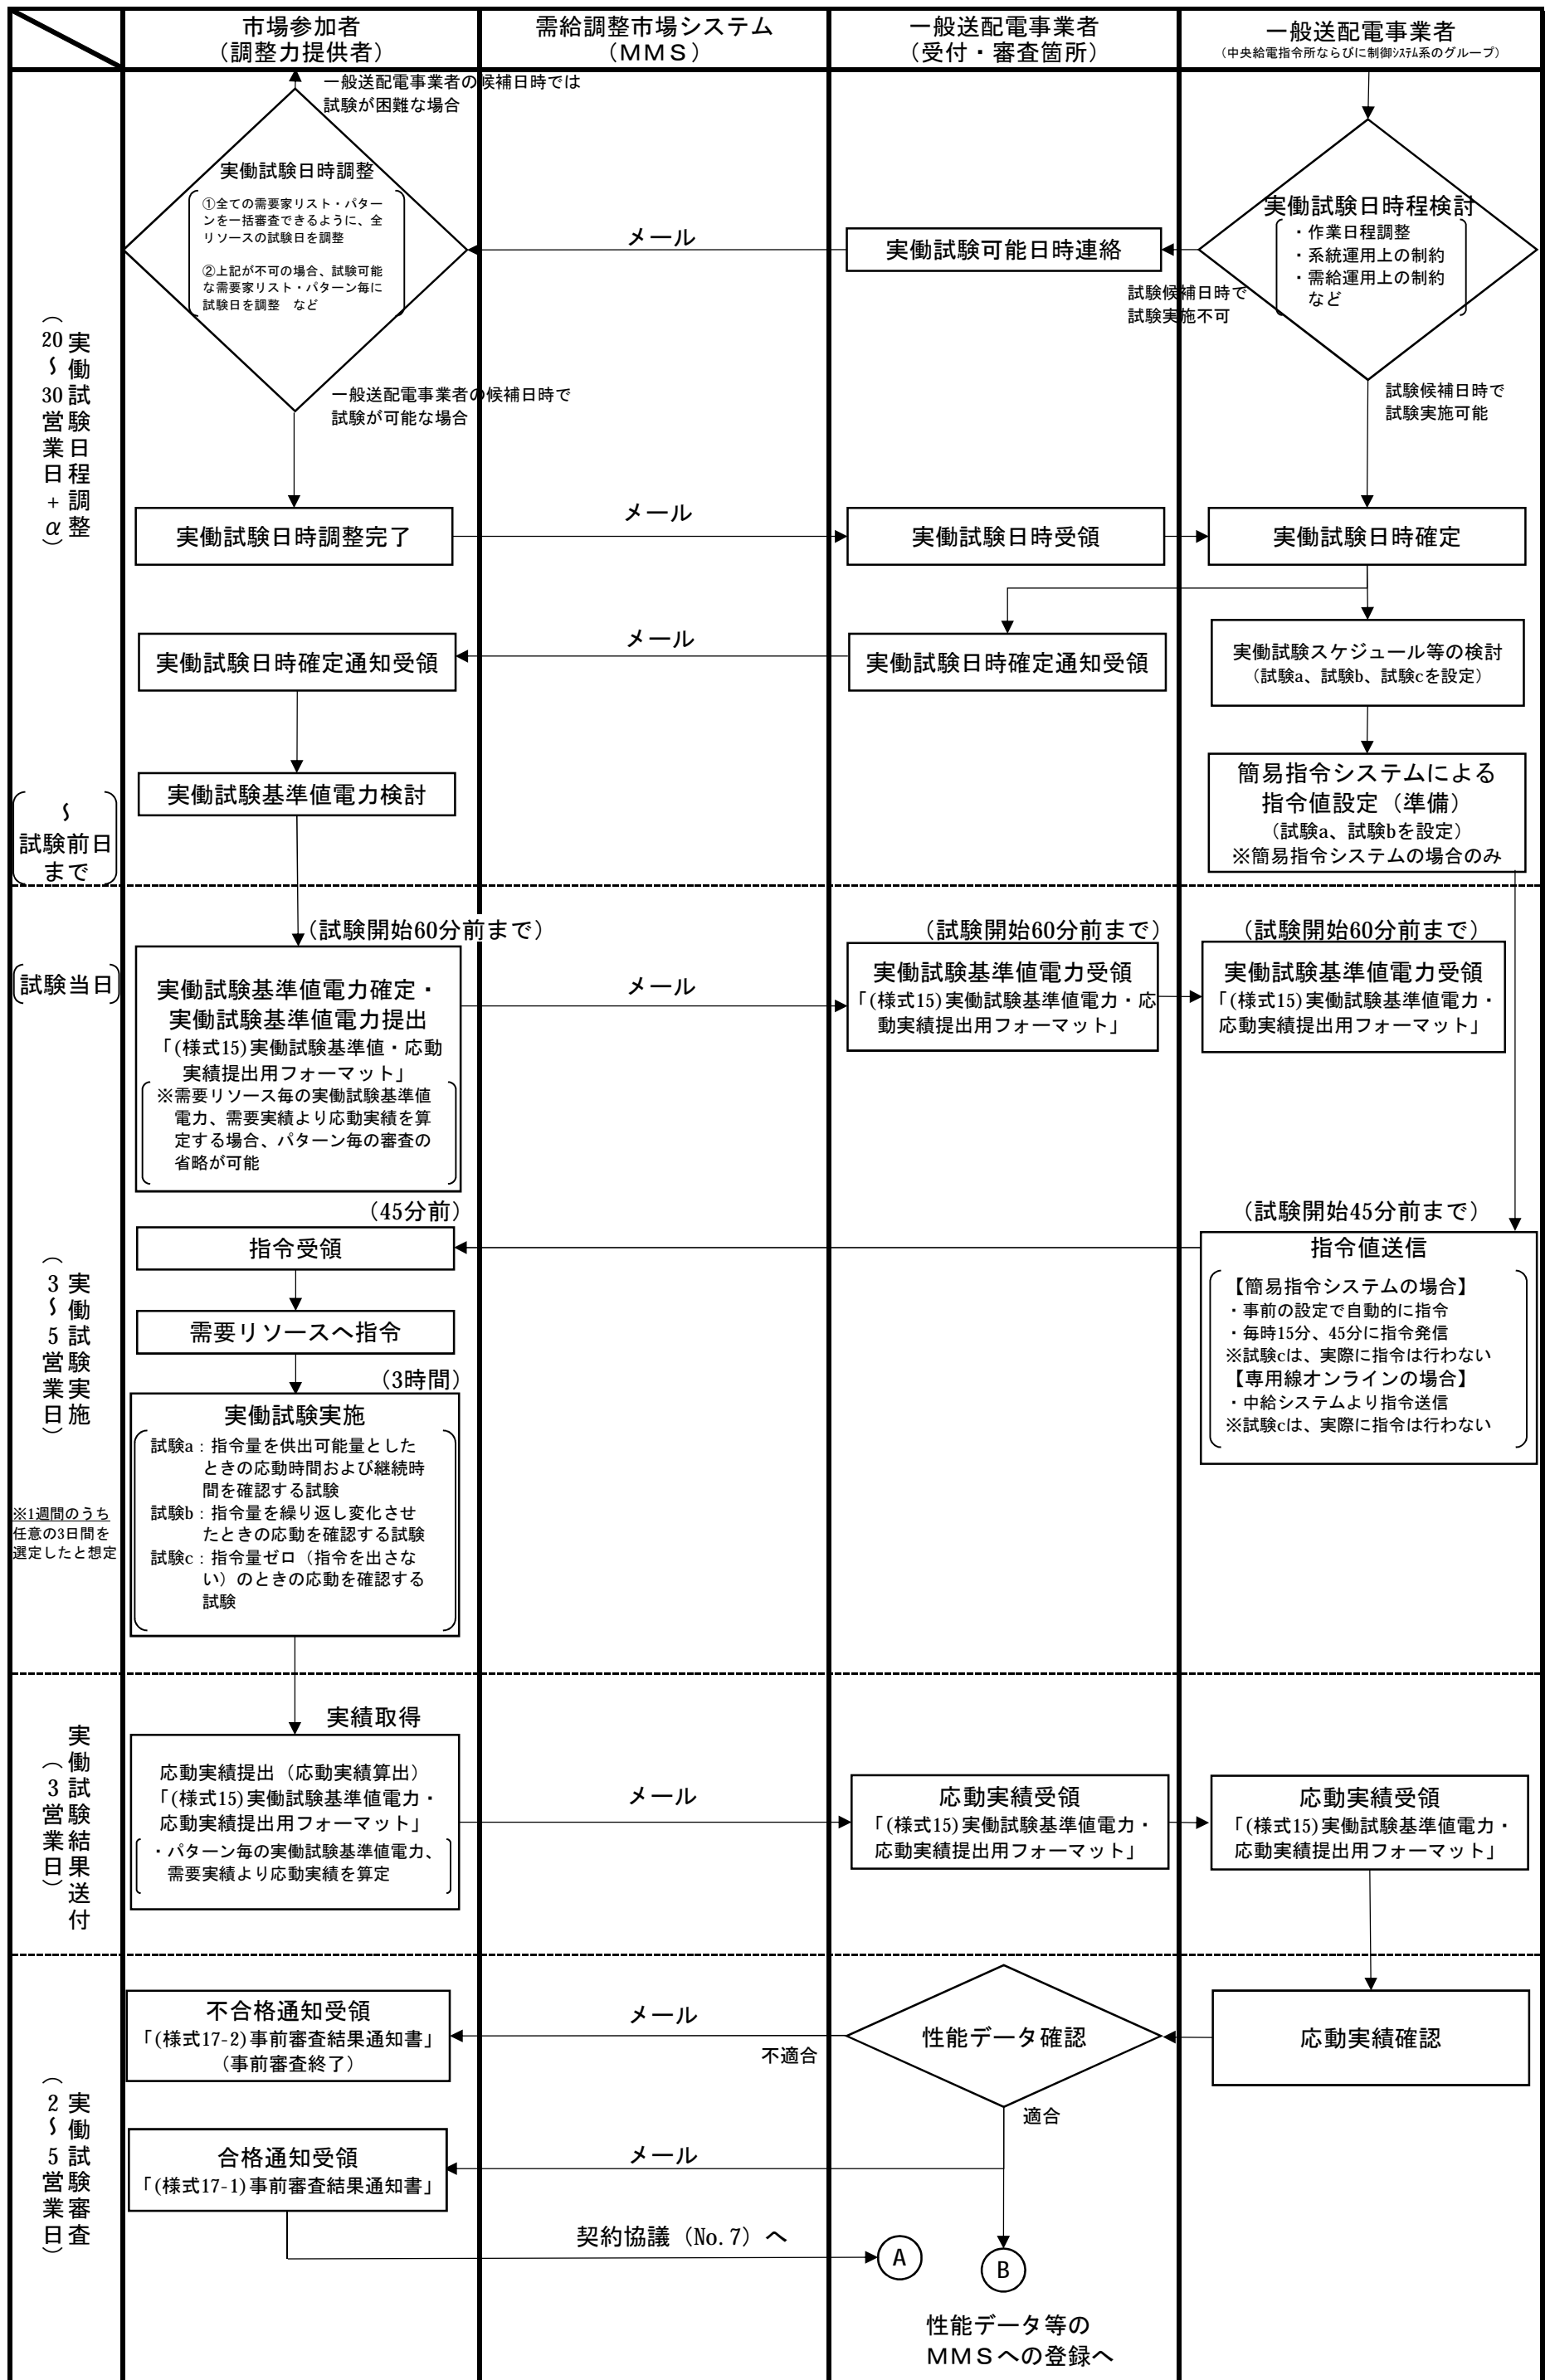 市場参加者
（調整力提供者）
需給調整市場システム
（ＭＭＳ）
一般送配電事業者
（受付・審査箇所）
一般送配電事業者
（中央給電指令所ならびに制御ｼｽﾃﾑ系のグループ）
実働試験日程調整
（20～30営業日＋α）
～
試験前日
まで
一般送配電事業者の候補日時では
試験が困難な場合
実働試験日時調整
①全ての需要家リスト・パター
ンを一括審査できるように、全
リソースの試験日を調整
②上記が不可の場合、試験可能
な需要家リスト・パターン毎に
試験日を調整　など
一般送配電事業者の候補日時で
試験が可能な場合
メール
実働試験可能日時連絡
実働試験日時程検討
・作業日程調整
・系統運用上の制約
・需給運用上の制約
など
試験候補日時で
試験実施不可
試験候補日時で
試験実施可能
実働試験日時調整完了
メール
実働試験日時受領
実働試験日時確定
実働試験日時確定通知受領
メール
実働試験日時確定通知受領
実働試験スケジュール等の検討
（試験a、試験b、試験cを設定）
実働試験基準値電力検討
簡易指令システムによる
指令値設定（準備）
（試験a、試験bを設定）
※簡易指令システムの場合のみ
試験当日
（試験開始60分前まで）
実働試験基準値電力確定・
実働試験基準値電力提出
「(様式15)実働試験基準値・応動
実績提出用フォーマット」
※需要リソース毎の実働試験基準値
電力、需要実績より応動実績を算
定する場合、パターン毎の審査の
省略が可能
メール
（試験開始60分前まで）
実働試験基準値電力受領
「(様式15)実働試験基準値電力・応
動実績提出用フォーマット」
（試験開始60分前まで）
実働試験基準値電力受領
「(様式15)実働試験基準値電力・
応動実績提出用フォーマット」
実働試験実施
（3～5営業日）
※1週間のうち
任意の3日間を
選定したと想定
（45分前）
指令受領
需要リソースへ指令
（3時間）
実働試験実施
試験a：指令量を供出可能量とした
ときの応動時間および継続時
間を確認する試験
試験b：指令量を繰り返し変化させ
たときの応動を確認する試験
試験c：指令量ゼロ（指令を出さな
い）のときの応動を確認する
試験
（試験開始45分前まで）
指令値送信
【簡易指令システムの場合】
・事前の設定で自動的に指令
・毎時15分、45分に指令発信
※試験cは、実際に指令は行わない
【専用線オンラインの場合】
・中給システムより指令送信
※試験cは、実際に指令は行わない
実働試験結果送付
（3営業日）
実績取得
応動実績提出（応動実績算出）
「(様式15)実働試験基準値電力・
応動実績提出用フォーマット」
・パターン毎の実働試験基準値電力、
需要実績より応動実績を算定
メール
応動実績受領
「(様式15)実働試験基準値電力・
応動実績提出用フォーマット」
応動実績受領
「(様式15)実働試験基準値電力・
応動実績提出用フォーマット」
実働試験審査
（2～5営業日）
不合格通知受領
「(様式17-2)事前審査結果通知書」
（事前審査終了）
メール
不適合
性能データ確認
応動実績確認
適合
合格通知受領
「(様式17-1)事前審査結果通知書」
メール
契約協議（No.7）へ
A
B
性能データ等の
ＭＭＳへの登録へ